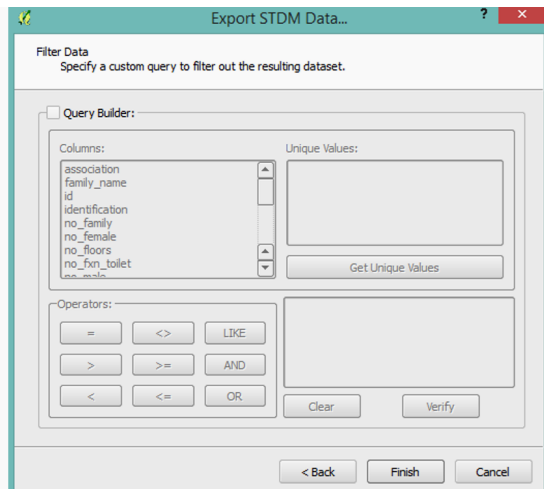 Export STDM Data...
?
×
Filter Data
Specify a custom query to filter out the resulting dataset.
Query Builder:
Columns:
association
family_name
id
identification
no_family
no_female
no_floors
no_fxn_toilet
no_male
Unique Values:
Get Unique Values
Operators:
=
<>
LIKE
>
>=
AND
<
<=
OR
Clear
Verify
< Back
Finish
Cancel